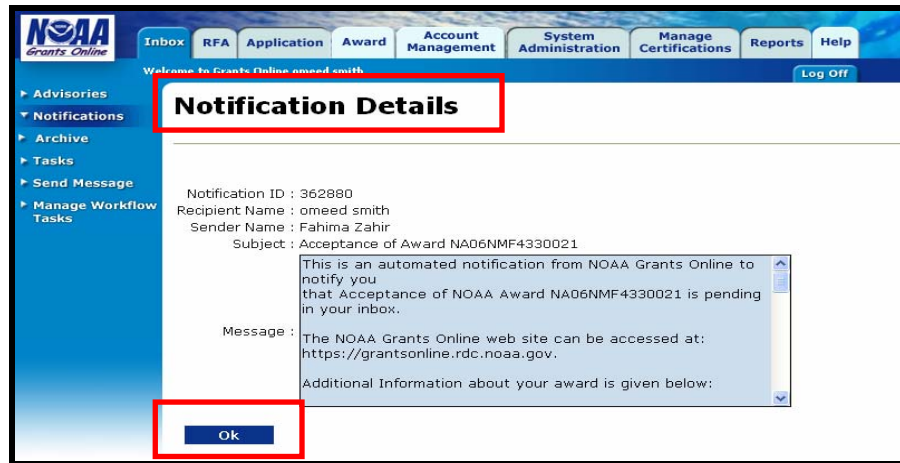 NOAA
Grants Online
Inbox RFA Application Award Account Management System Administration Manage Certifications Reports Help
Welcome to Grants Online omeed smith
Log Off
Advisories
Notifications
Archive
Tasks
Send Message
Manage Workflow
Tasks
Notification Details
Notification ID : 362880
Recipient Name : omeed smith
Sender Name : Fahima Zahir
Subject : Acceptance of Award NA06NMF4330021
Message :
This is an automated notification from NOAA Grants Online to
notify you
that Acceptance of NOAA Award NA06NMF4330021 is pending
in your inbox.
The NOAA Grants Online web site can be accessed at:
https://grantsonline.rdc.noaa.gov.
Additional Information about your award is given below:
Ok